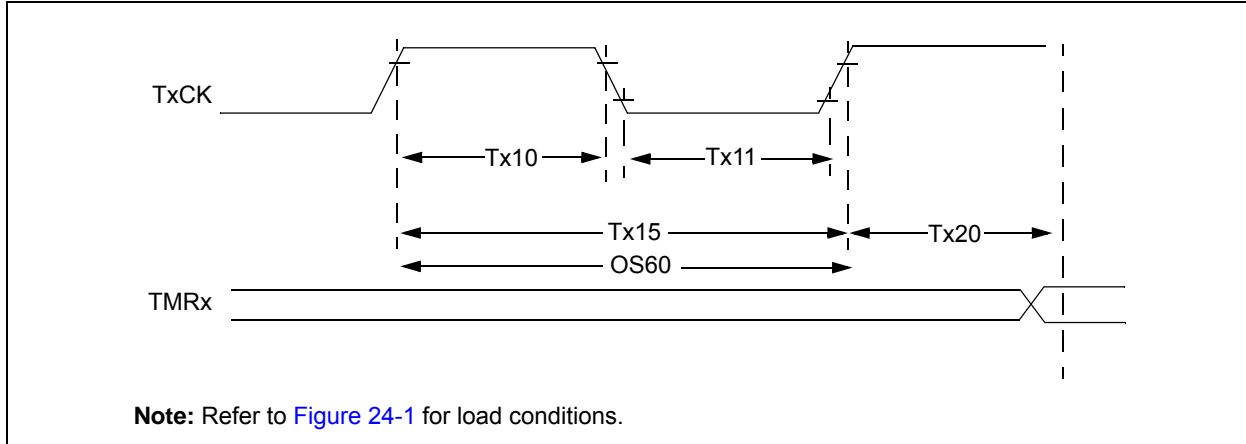 TxCK
Tx10
Tx11
Tx15
Tx20
OS60
TMRx
Note: Refer to Figure 24-1 for load conditions.